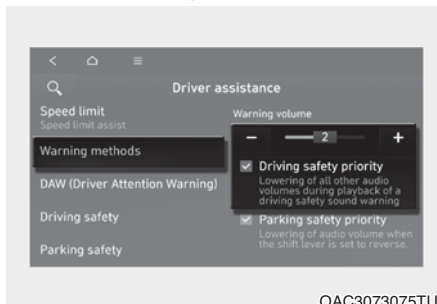 Driver assistance
Speed limit
Speed limit assist
Warning methods
DAW (Driver Attention Warning)
Driving safety
Parking safety
Warning volume
− 2 +
Driving safety priority
Lowering of all other audio
volumes during playback of a
driving safety sound warning
Parking safety priority
Lowering of audio volume when
the shift lever is set to reverse.
OAC3073075TU